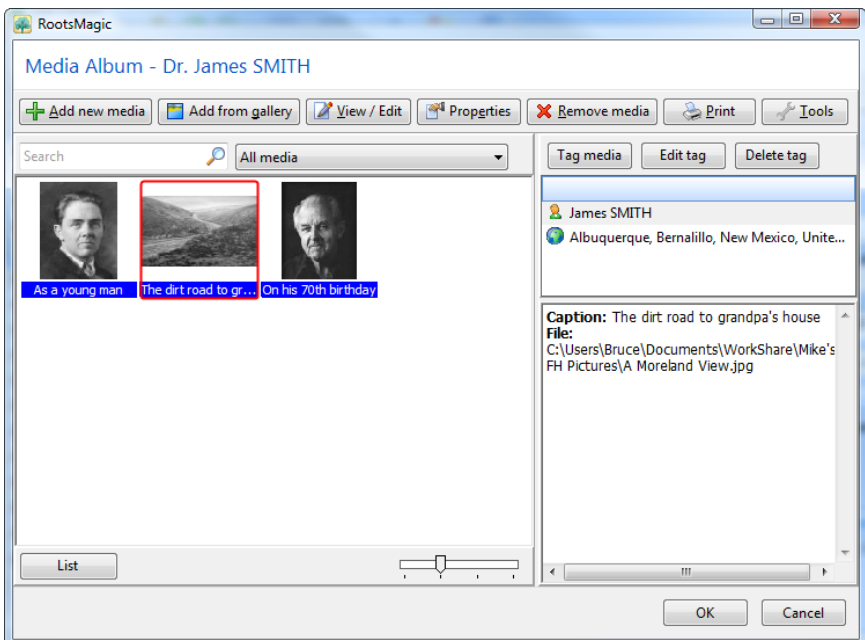 RootsMagic
Media Album - Dr. James SMITH
Add new media
Add from gallery
View / Edit
Properties
Remove media
Print
Tools
Search
All media
Tag media
Edit tag
Delete tag
James SMITH
Albuquerque, Bernalillo, New Mexico, Unite...
As a young man
The dirt road to gr...
On his 70th birthday
Caption: The dirt road to grandpa's house
File:
C:\Users\Bruce\Documents\WorkShare\Mike's
FH Pictures\A Moreland View.jpg
List
OK
Cancel